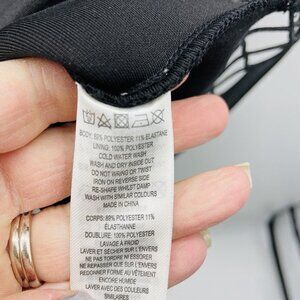 BODY: 89% POLYESTER 11% ELASTANE
LINING: 100% POLYESTER
COLD WATER WASH
WASH AND DRY INSIDE OUT
DO NOT WRING OR TWIST
IRON ON REVERSE SIDE
RE-SHAPE WHILST DAMP
WASH WITH SIMILAR COLOURS
MADE IN CHINA
CORPS: 89% POLYESTER 11%
ÉLASTHANNE
DOUBLURE: 100% POLYESTER
LAVAGE À FROID
LAVER ET SÉCHER SUR L'ENVERS
NE PAS TORDRE NI ESSORER
REPASSER SUR L'ENVERS
REDONNER FORME AU VÊTEMENT
ENCORE HUMIDE
LAVER AVEC DES COULEURS
SIMILAIRES